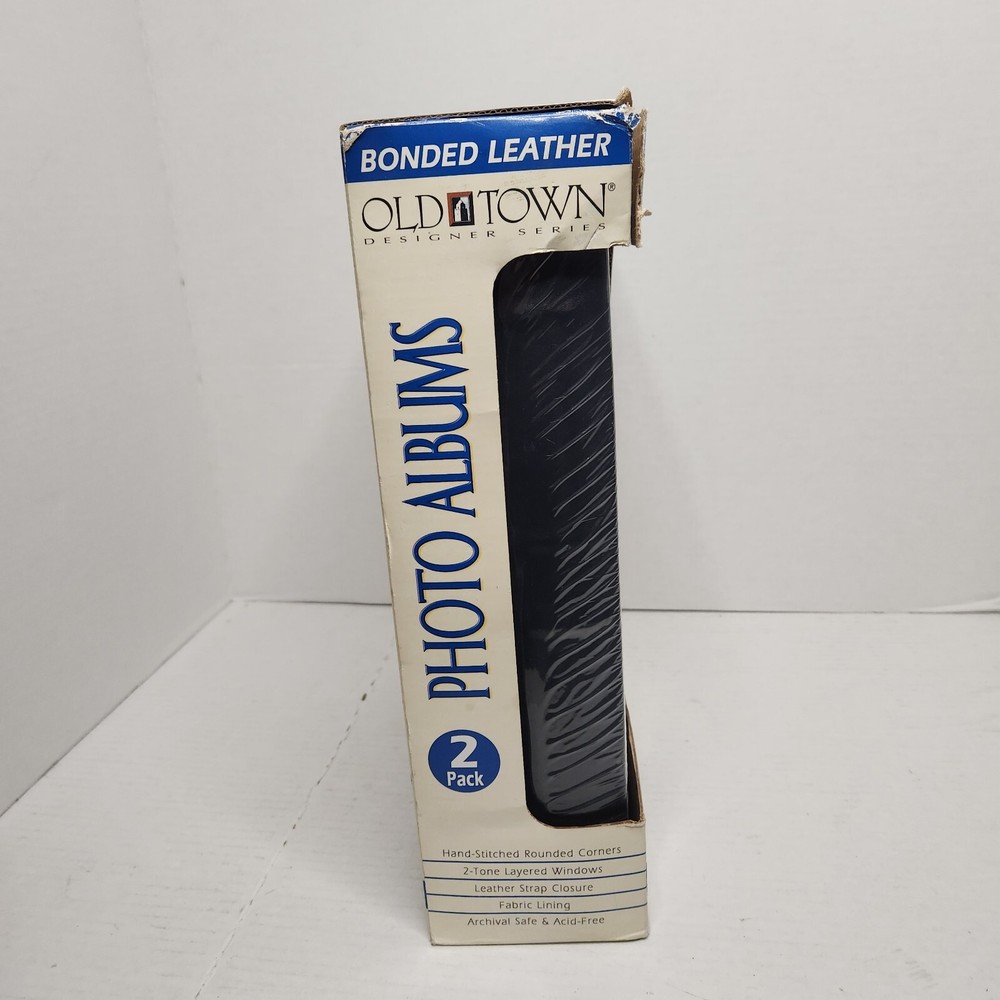 BONDED LEATHER
OLD TOWN®
DESIGNER SERIES
PHOTO ALBUMS
2
Pack
Hand-Stitched Rounded Corners
2-Tone Layered Windows
Leather Strap Closure
Fabric Lining
Archival Safe & Acid-Free